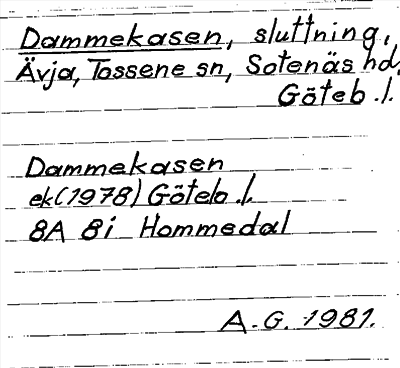 Dammekasen, sluttning,
Ävja, Tossene sn, Sotenäs hd,
Göteb. l.
Dammekasen
ek (1978) Göteb. l.
8A 8i Hommedal
A. G. 1981.